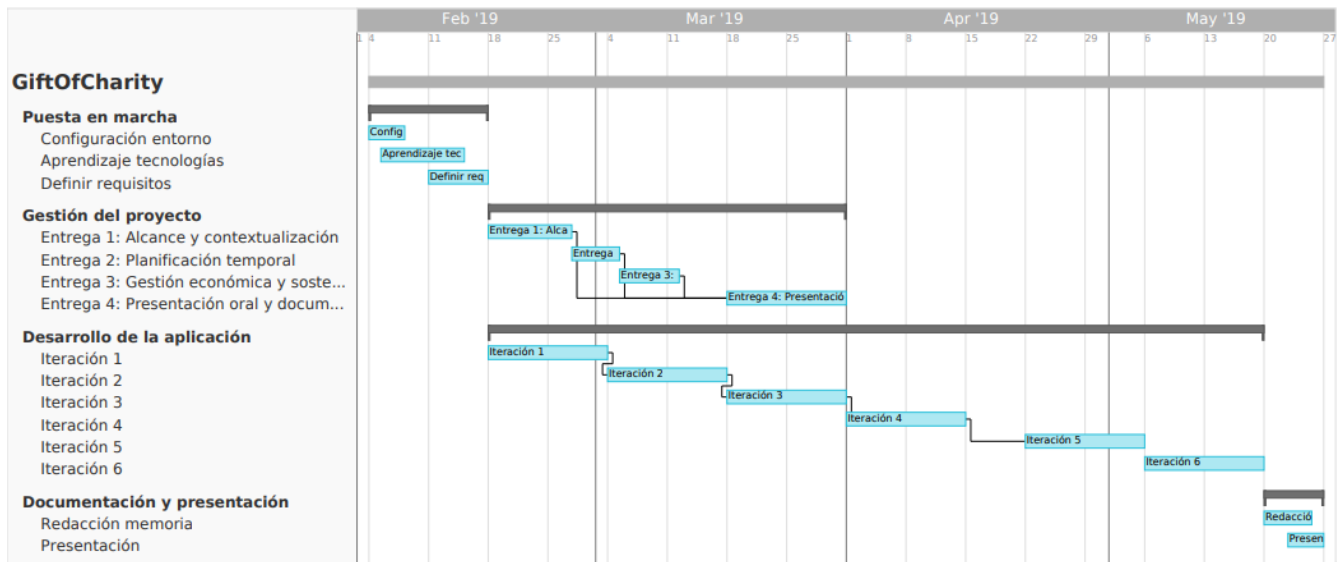 Feb '19 Mar '19 Apr '19 May '19
1 4 11 18 25 4 11 18 25 1 8 15 22 29 6 13 20 27
GiftOfCharity
Puesta en marcha
Configuración entorno Config
Aprendizaje tecnologías Aprendizaje tec
Definir requisitos Definir req
Gestión del proyecto
Entrega 1: Alcance y contextualización Entrega 1: Alca
Entrega 2: Planificación temporal Entrega
Entrega 3: Gestión económica y soste... Entrega 3:
Entrega 4: Presentación oral y docum... Entrega 4: Presentació
Desarrollo de la aplicación
Iteración 1 Iteración 1
Iteración 2 Iteración 2
Iteración 3 Iteración 3
Iteración 4 Iteración 4
Iteración 5 Iteración 5
Iteración 6 Iteración 6
Documentación y presentación
Redacción memoria Redacció
Presentación Presen